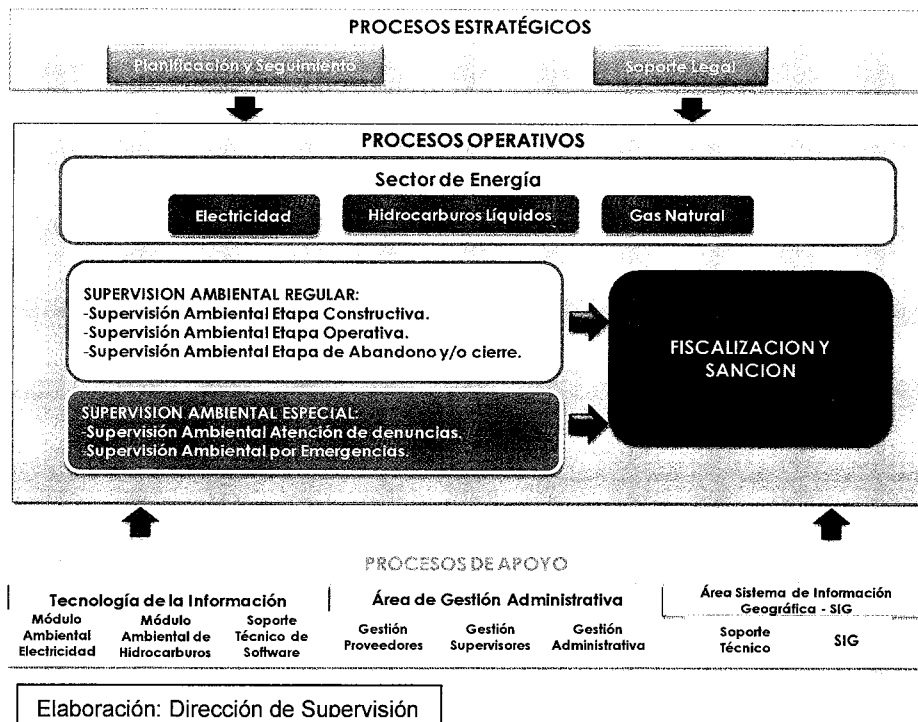 PROCESOS ESTRATÉGICOS
Planificación y Seguimiento
Soporte Legal
PROCESOS OPERATIVOS
Sector de Energía
Electricidad
Hidrocarburos Líquidos
Gas Natural
SUPERVISION AMBIENTAL REGULAR:
-Supervisión Ambiental Etapa Constructiva.
-Supervisión Ambiental Etapa Operativa.
-Supervisión Ambiental Etapa de Abandono y/o cierre.
SUPERVISION AMBIENTAL ESPECIAL:
-Supervisión Ambiental Atención de denuncias.
-Supervisión Ambiental por Emergencias.
FISCALIZACION Y
SANCION
PROCESOS DE APOYO
Tecnología de la Información
Módulo
Ambiental
Electricidad
Módulo
Ambiental de
Hidrocarburos
Soporte
Técnico de
Software
Área de Gestión Administrativa
Gestión
Proveedores
Gestión
Supervisores
Gestión
Administrativa
Área Sistema de Información
Geográfica - SIG
Soporte
Técnico
SIG
Elaboración: Dirección de Supervisión